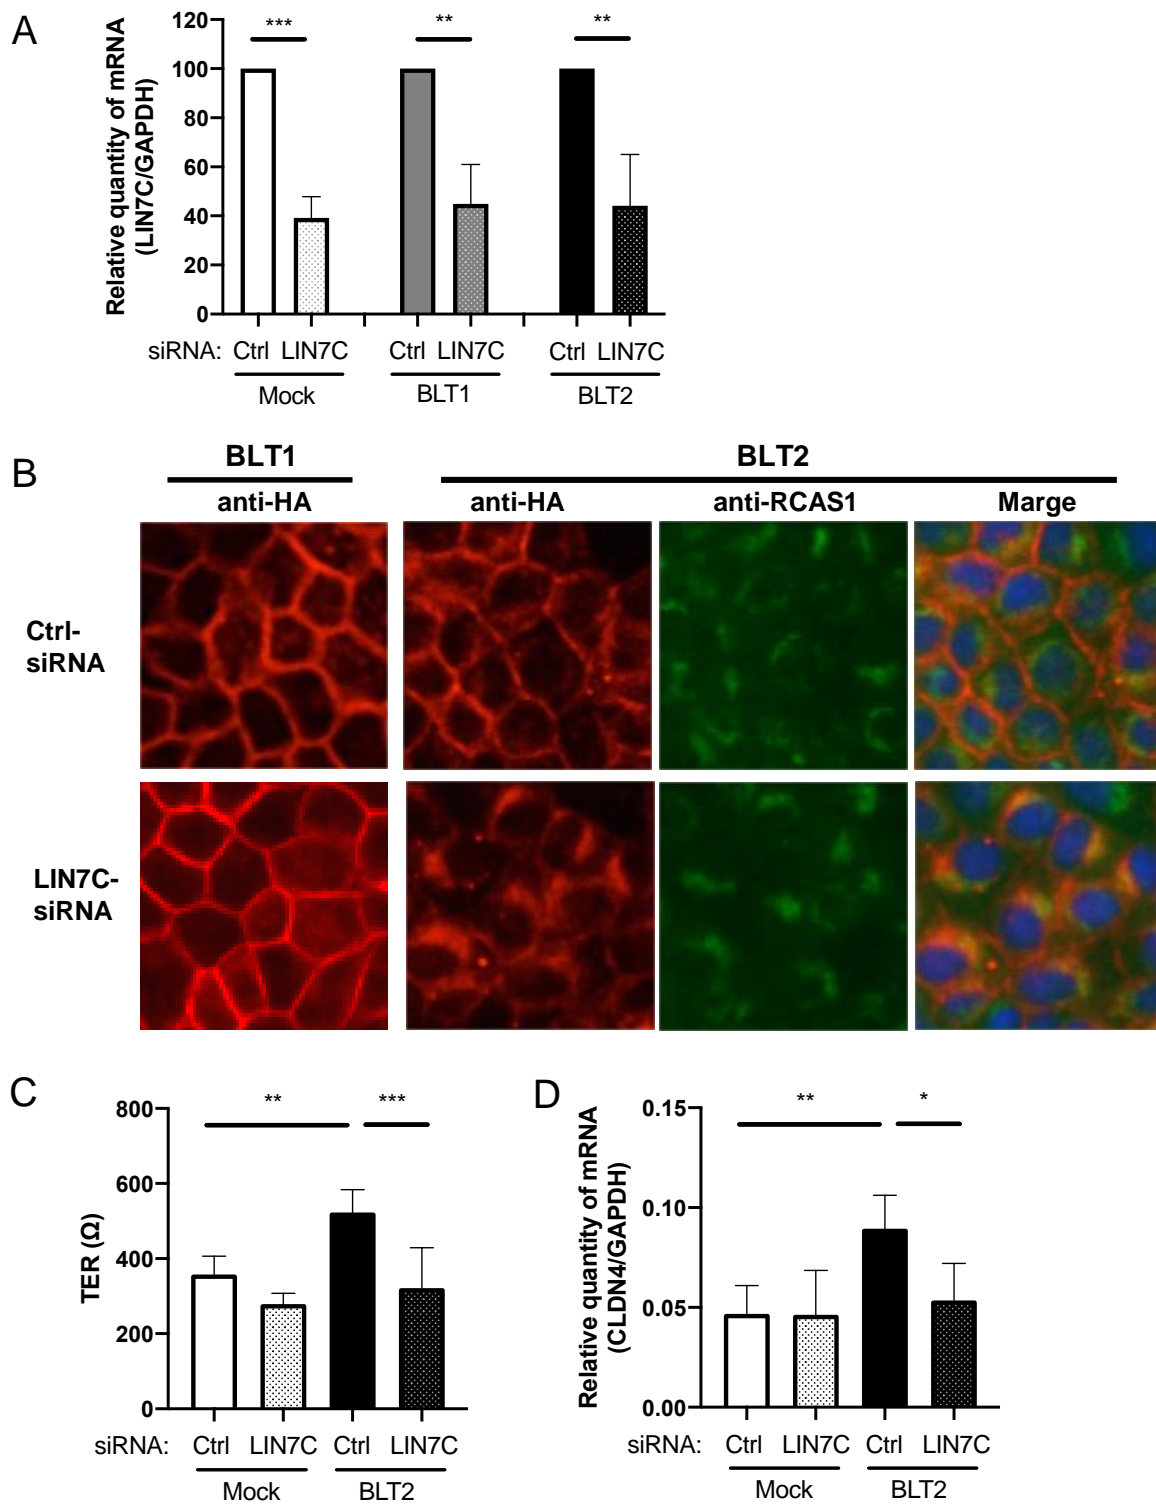 A
Relative quantity of mRNA
(LIN7C/GAPDH)
120
100
80
60
40
20
0
***
**
**
siRNA: Ctrl LIN7C Ctrl LIN7C Ctrl LIN7C
Mock BLT1 BLT2
B
BLT1 BLT2
anti-HA anti-HA anti-RCAS1 Marge
Ctrl-
siRNA
LIN7C-
siRNA
C
TER (Ω)
800
600
400
200
0
**
***
siRNA: Ctrl LIN7C Ctrl LIN7C
Mock BLT2
D
Relative quantity of mRNA
(CLDN4/GAPDH)
0.15
0.10
0.05
0.00
**
*
siRNA: Ctrl LIN7C Ctrl LIN7C
Mock BLT2